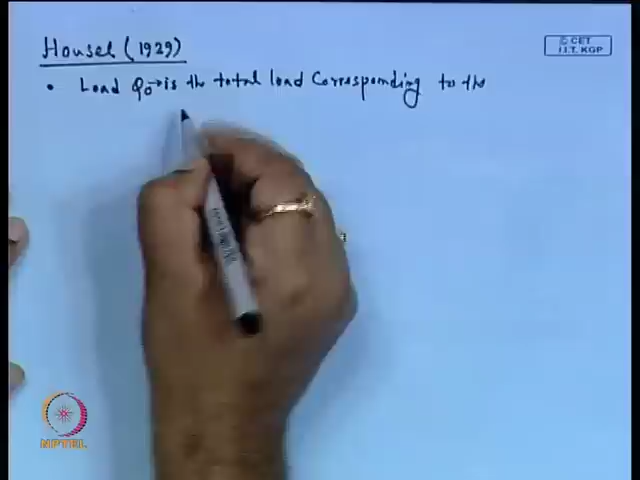 Housel (1929)
© CET
I.I.T. KGP
• Load Q₀→is the total load Corresponding to the
NPTEL